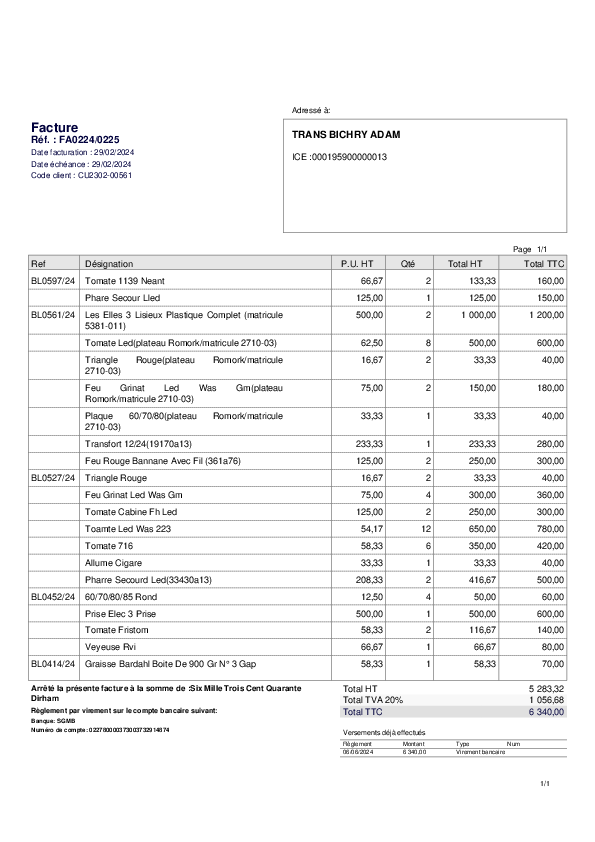 Adressé à:
Facture
Réf. : FA0224/0225
Date facturation : 29/02/2024
Date échéance : 29/02/2024
Code client : CU2302-00561
TRANS BICHRY ADAM
ICE :000195900000013
Page 1/1
Ref Désignation P.U. HT Qté Total HT Total TTC
BL0597/24 Tomate 1139 Neant 66,67 2 133,33 160,00
Phare Secour Lled 125,00 1 125,00 150,00
BL0561/24 Les Elles 3 Lisieux Plastique Complet (matricule 500,00 2 1 000,00 1 200,00
5381-011)
Tomate Led(plateau Romork/matricule 2710-03) 62,50 8 500,00 600,00
Triangle Rouge(plateau Romork/matricule 16,67 2 33,33 40,00
2710-03)
Feu Grinat Led Was Gm(plateau 75,00 2 150,00 180,00
Romork/matricule 2710-03)
Plaque 60/70/80(plateau Romork/matricule 33,33 1 33,33 40,00
2710-03)
Transfort 12/24(19170a13) 233,33 1 233,33 280,00
Feu Rouge Bannane Avec Fil (361a76) 125,00 2 250,00 300,00
BL0527/24 Triangle Rouge 16,67 2 33,33 40,00
Feu Grinat Led Was Gm 75,00 4 300,00 360,00
Tomate Cabine Fh Led 125,00 2 250,00 300,00
Toamte Led Was 223 54,17 12 650,00 780,00
Tomate 716 58,33 6 350,00 420,00
Allume Cigare 33,33 1 33,33 40,00
Pharre Secourd Led(33430a13) 208,33 2 416,67 500,00
BL0452/24 60/70/80/85 Rond 12,50 4 50,00 60,00
Prise Elec 3 Prise 500,00 1 500,00 600,00
Tomate Fristom 58,33 2 116,67 140,00
Veyeuse Rvi 66,67 1 66,67 80,00
BL0414/24 Graisse Bardahl Boite De 900 Gr N° 3 Gap 58,33 1 58,33 70,00
Arrêté la présente facture à la somme de :Six Mille Trois Cent Quarante
Dirham
Règlement par virement sur le compte bancaire suivant:
Banque: SGMB
Numéro de compte: 022780000373003732914874
Total HT 5 283,32
Total TVA 20% 1 056,68
Total TTC 6 340,00
Versements déjà effectués
Règlement Montant Type Num
06/06/2024 6 340,00 Virement bancaire
1/1